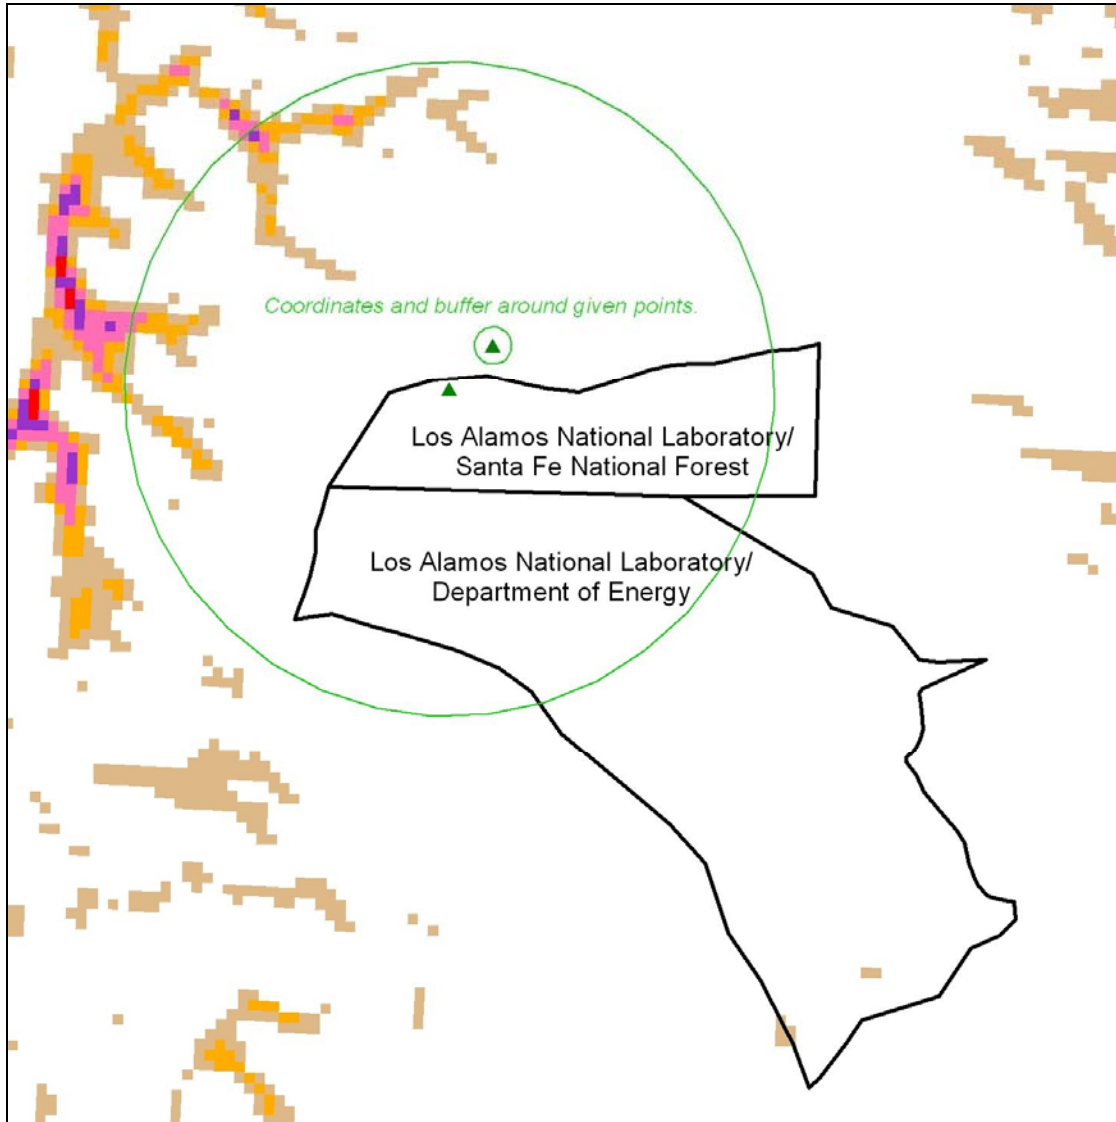 Coordinates and buffer around given points.
Los Alamos National Laboratory/
Santa Fe National Forest
Los Alamos National Laboratory/
Department of Energy